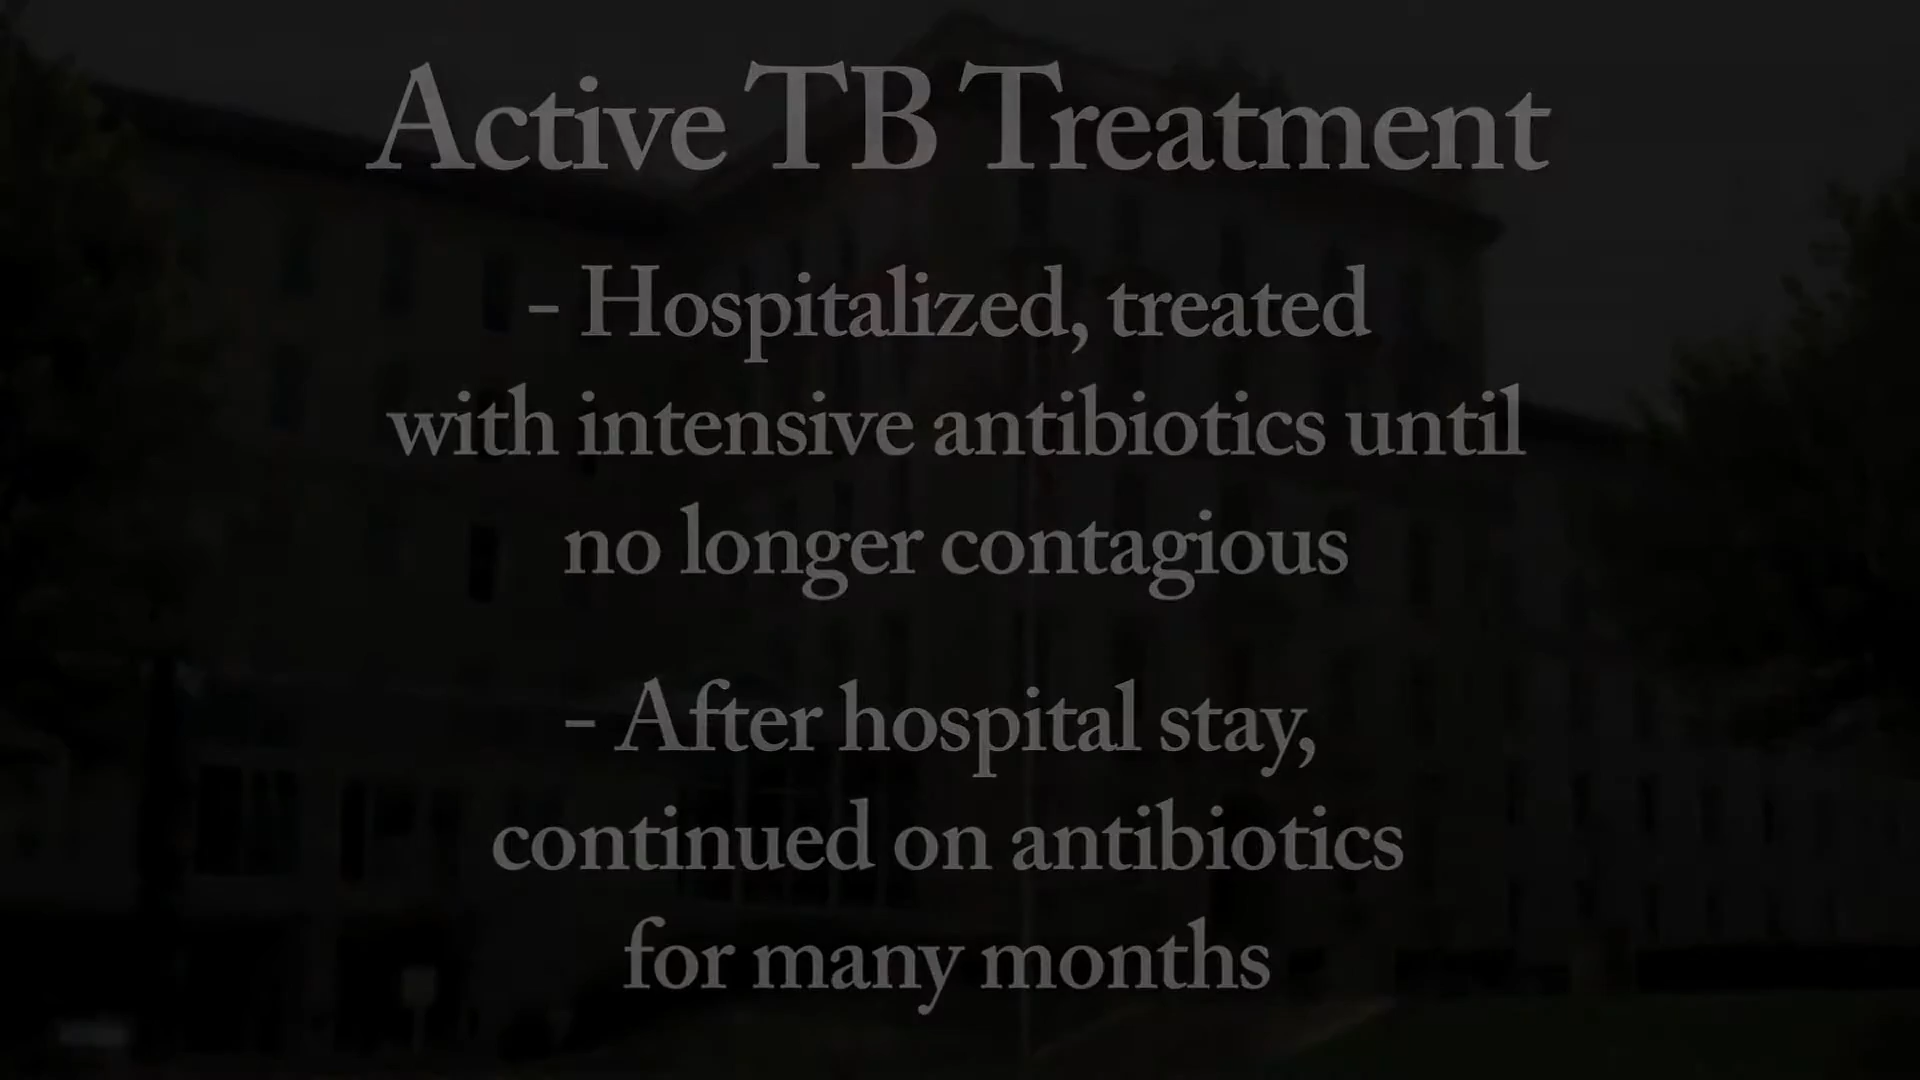 Active TB Treatment
- Hospitalized, treated
with intensive antibiotics until
no longer contagious
- After hospital stay,
continued on antibiotics
for many months